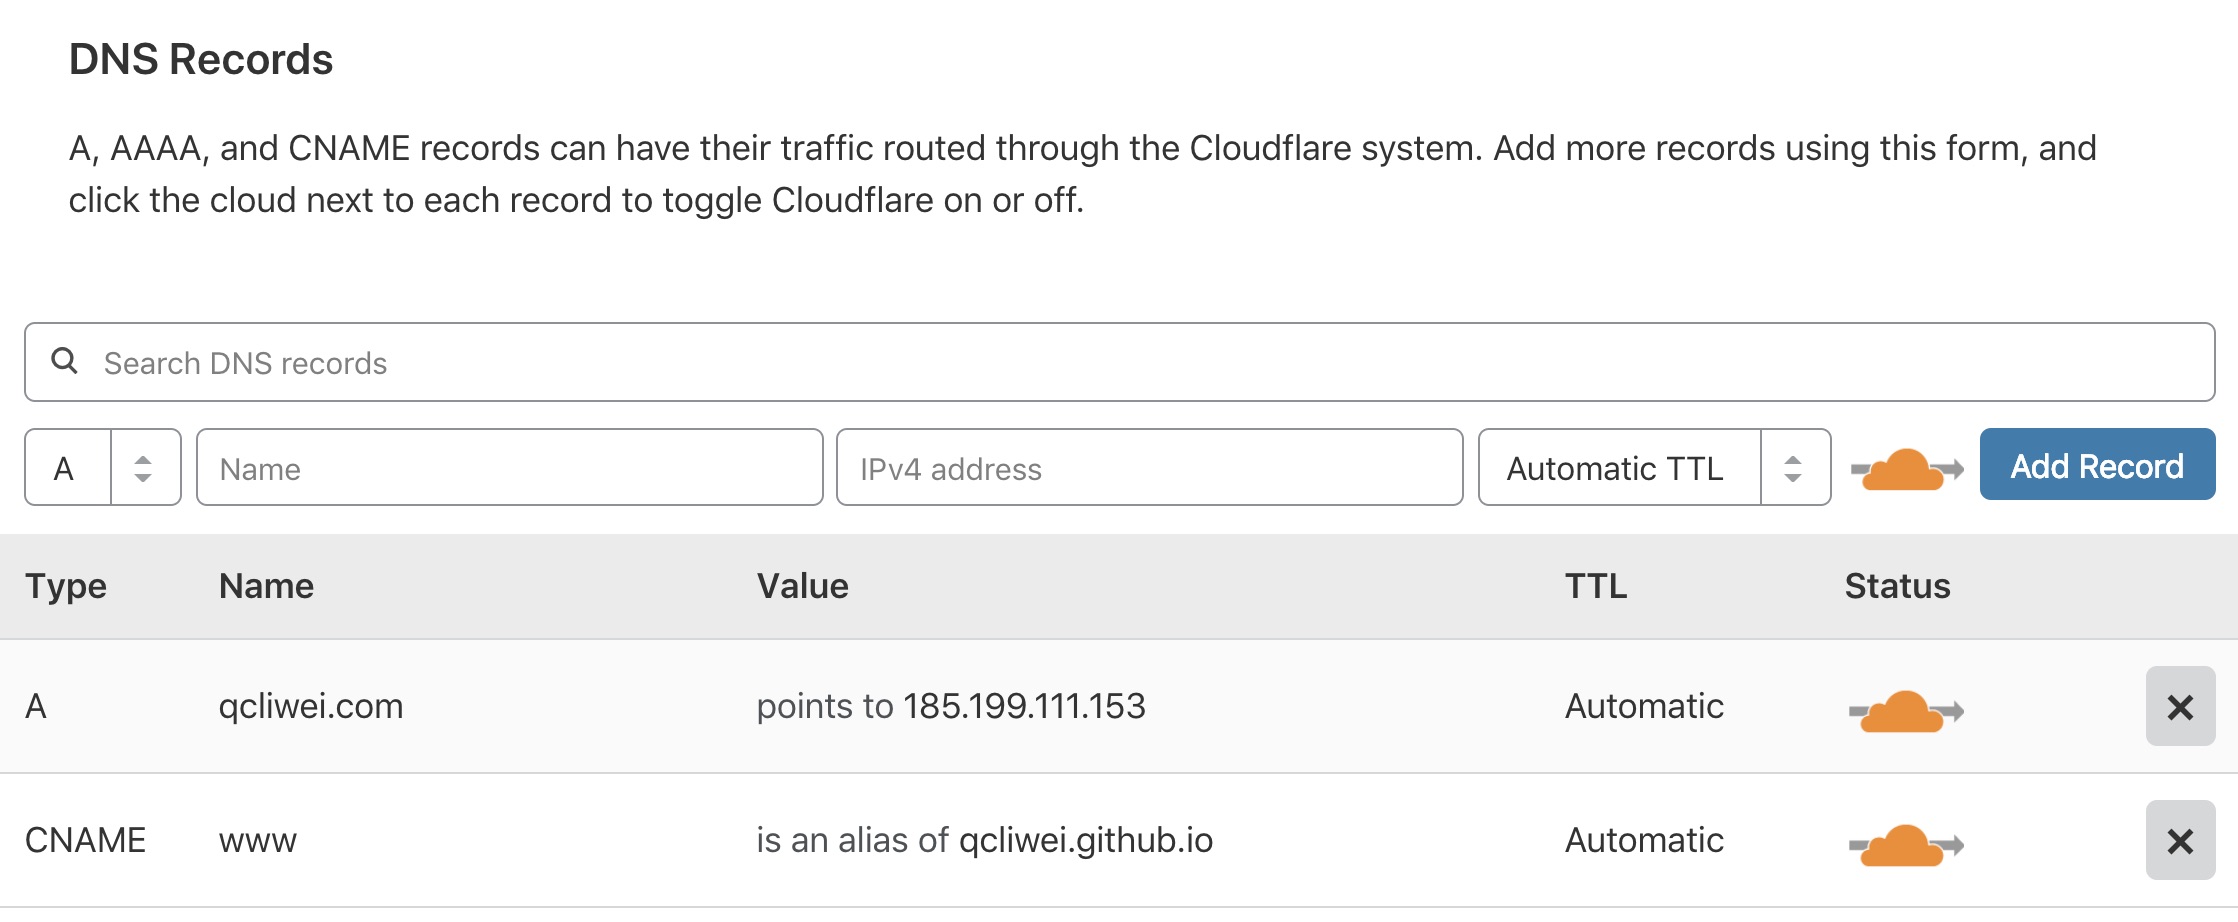 DNS Records
A, AAAA, and CNAME records can have their traffic routed through the Cloudflare system. Add more records using this form, and
click the cloud next to each record to toggle Cloudflare on or off.
Search DNS records
A Name IPv4 address Automatic TTL Add Record
Type Name Value TTL Status
A qcliwei.com points to 185.199.111.153 Automatic
CNAME www is an alias of qcliwei.github.io Automatic